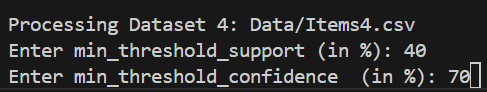 Processing Dataset 4: Data/Items4.csv
Enter min_threshold_support (in %): 40
Enter min_threshold_confidence  (in %): 70